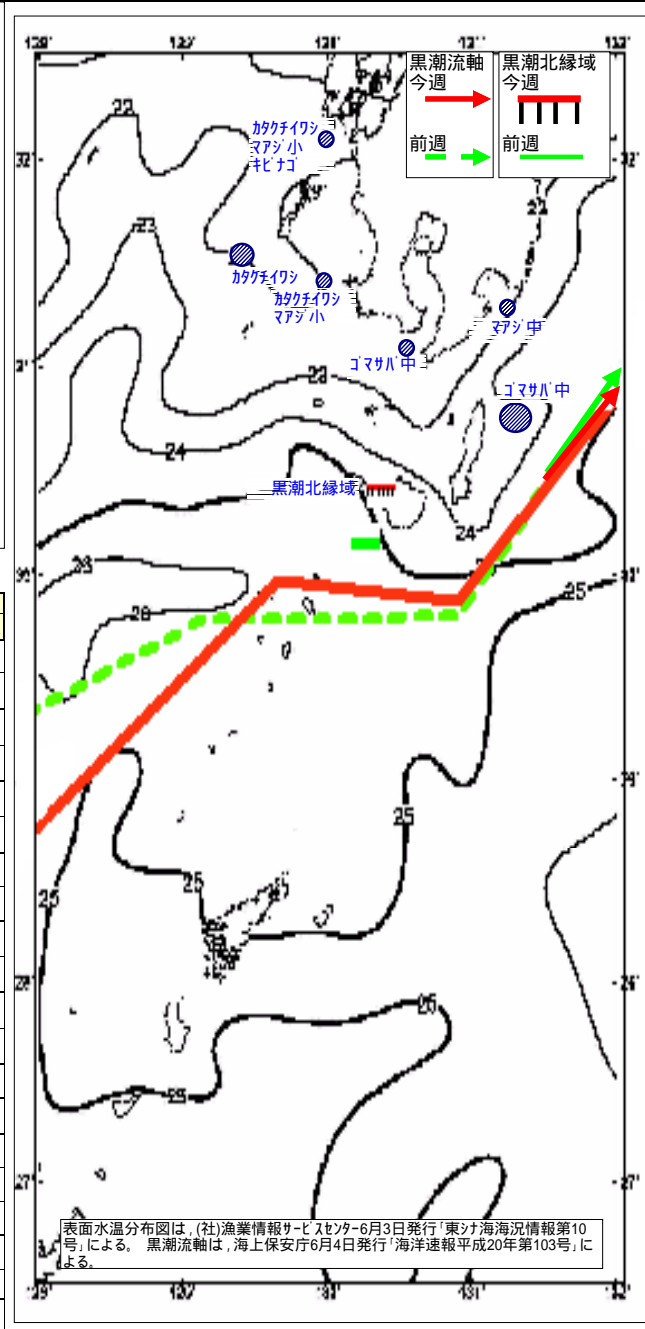 黒潮流軸
今週
前週
黒潮北縁域
今週
前週
22
32'
32'
カタクチイワシ
マアジ小
キビナゴ
22
23
カタクチイワシ
カタクチイワシ
マアジ小
マアジ中
ゴマサバ中
ゴマサバ中
23
24
黒潮北縁域
24
25
25
25
25
25
表面水温分布図は,(社)漁業情報サービスセンター6月3日発行「東シナ海海況情報第10
号」による。 黒潮流軸は,海上保安庁6月4日発行「海洋速報平成20年第103号」に
よる。